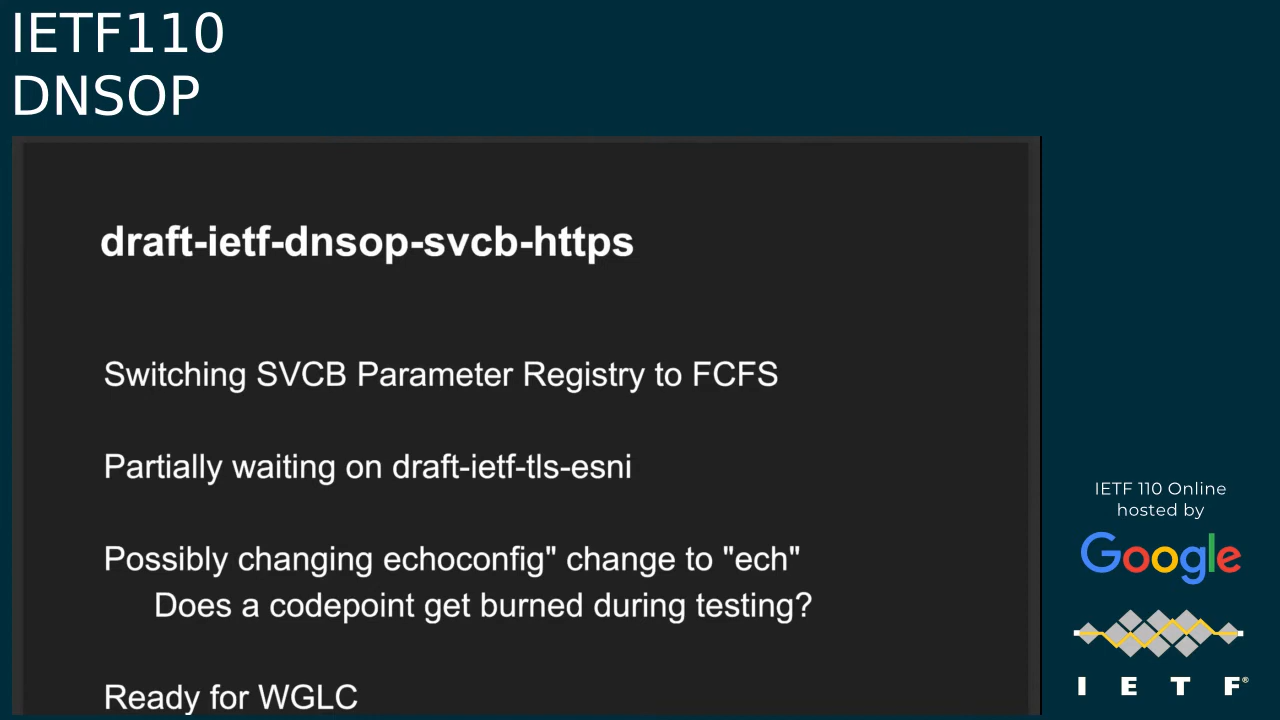 IETF110
DNSOP
draft-ietf-dnsop-svcb-https
Switching SVCB Parameter Registry to FCFS
Partially waiting on draft-ietf-tls-esni
Possibly changing echoconfig" change to "ech"
Does a codepoint get burned during testing?
Ready for WGLC
IETF 110 Online
hosted by
Google
I E T F®